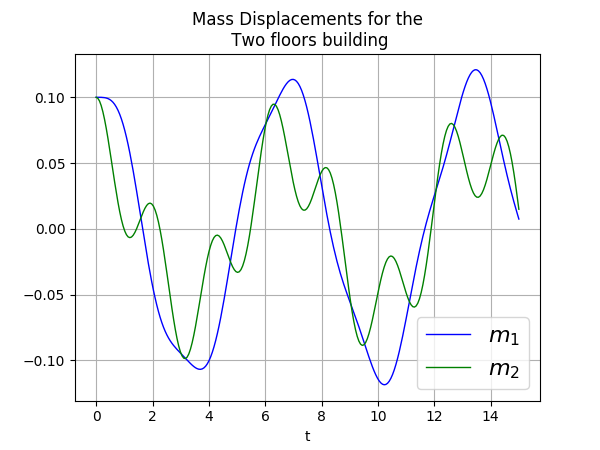 Mass Displacements for the
Two floors building
0.10
0.05
0.00
−0.05
−0.10
0 2 4 6 8 10 12 14
t
m₁
m₂